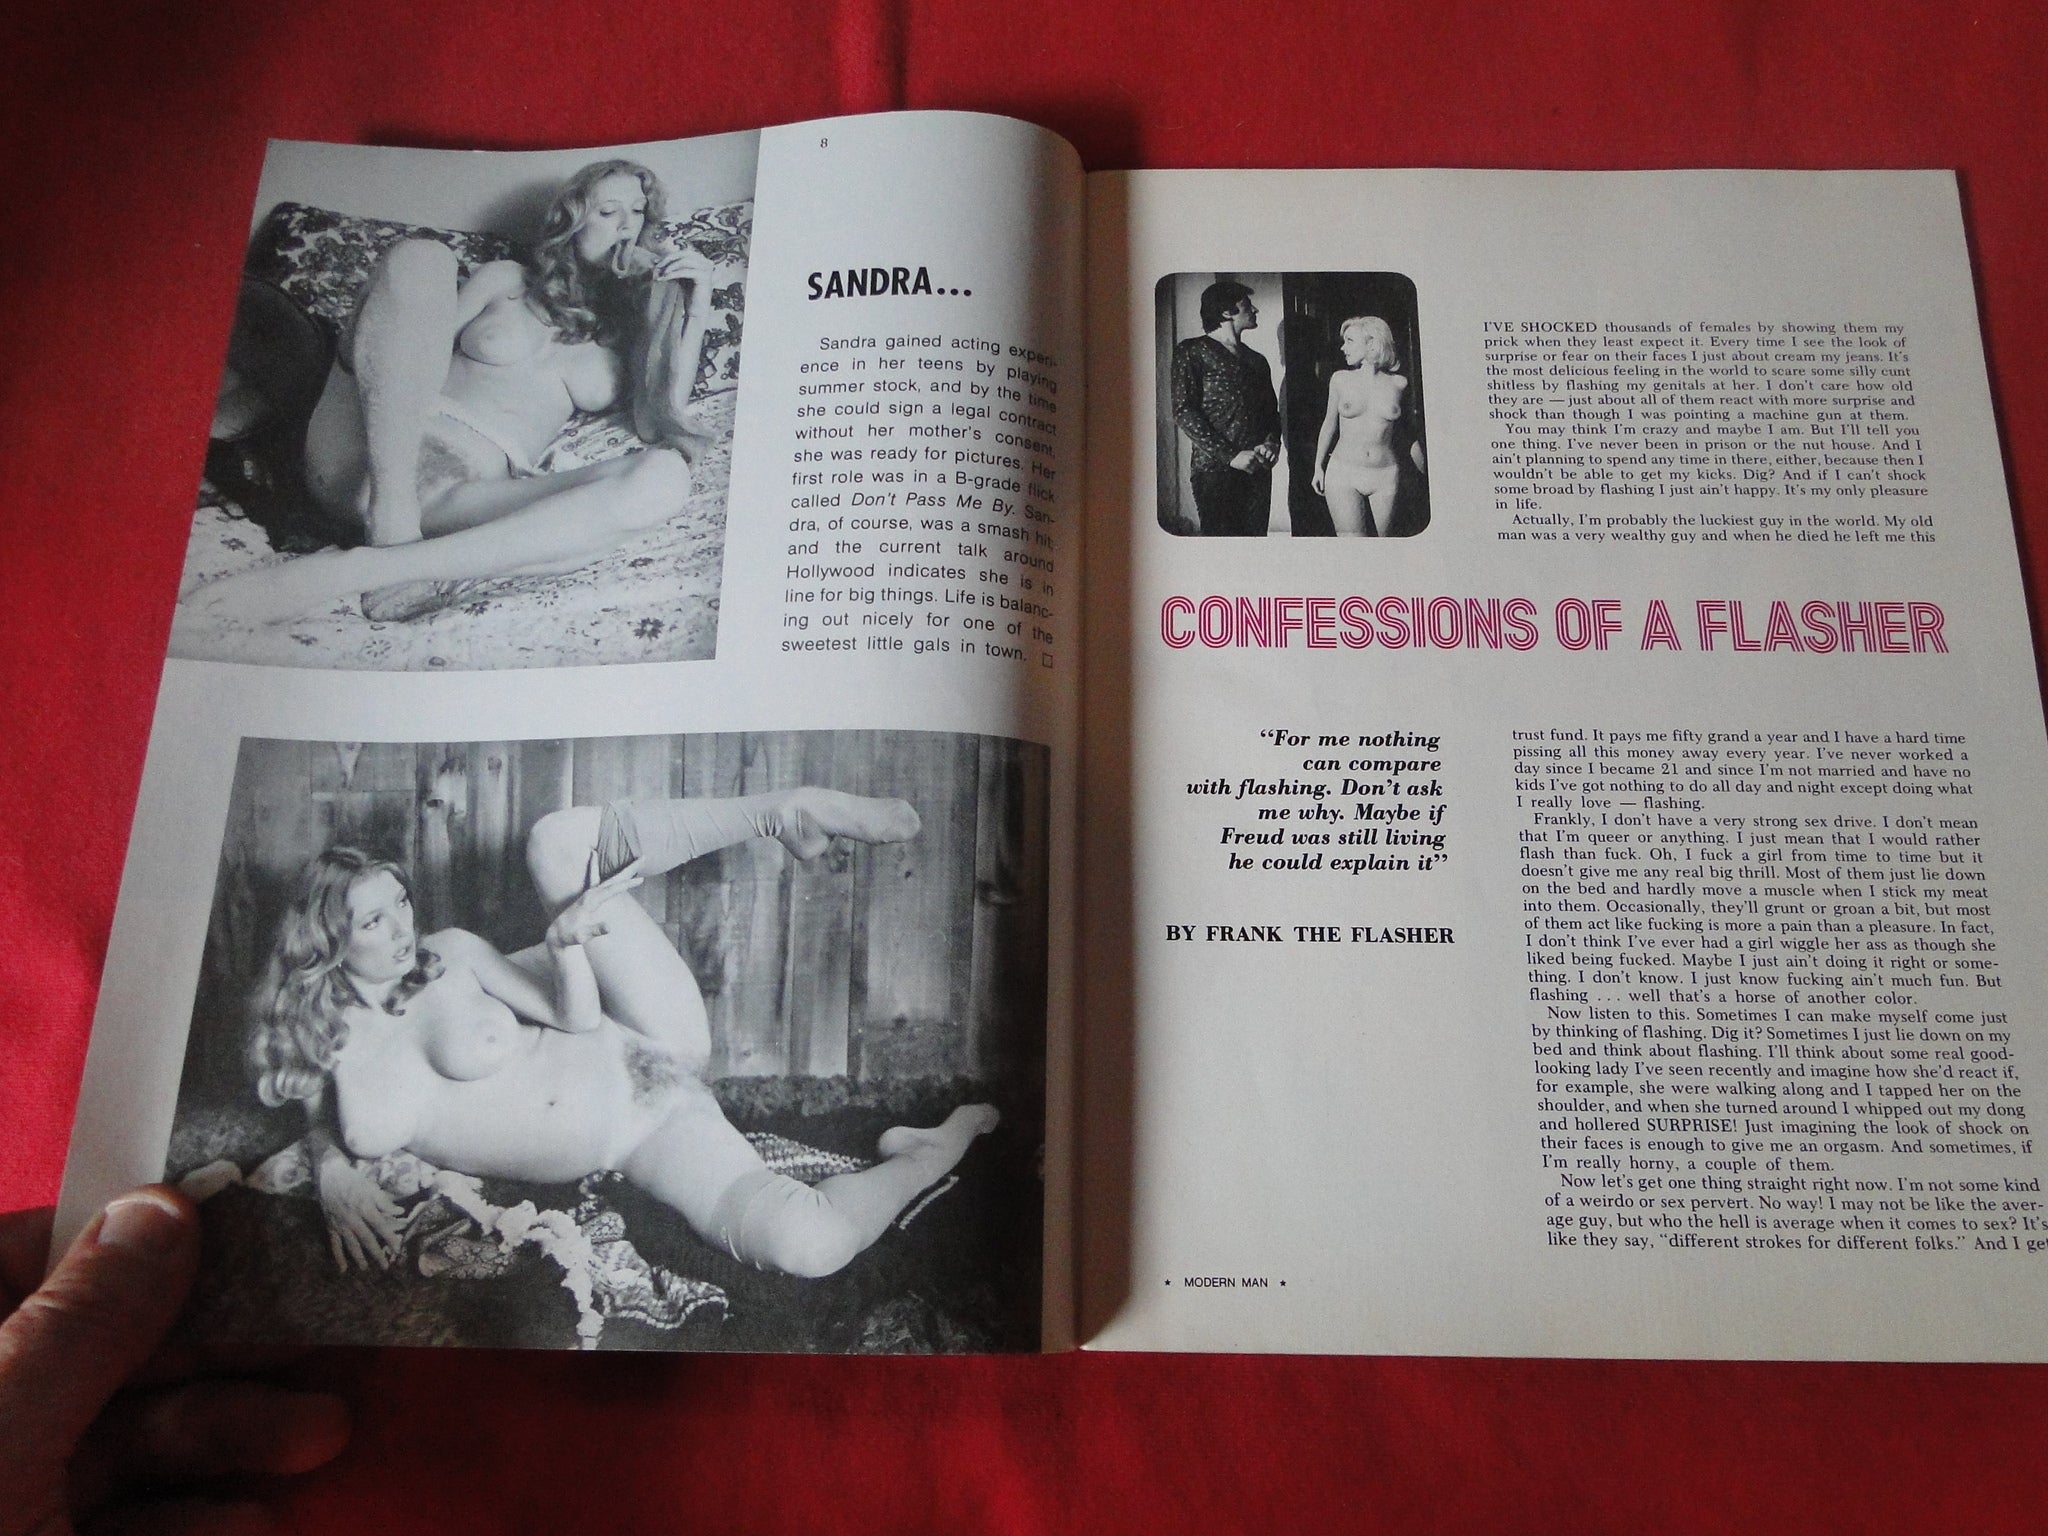 8
SANDRA...
Sandra gained acting experi-
ence in her teens by playing
summer stock, and by the time
she could sign a legal contract
without her mother's consent,
she was ready for pictures. Her
first role was in a B-grade flick
called Don't Pass Me By. San-
dra, of course, was a smash hit;
and the current talk around
Hollywood indicates she is in
line for big things. Life is balanc-
ing out nicely for one of the
sweetest little gals in town. □
I'VE SHOCKED thousands of females by showing them my
prick when they least expect it. Every time I see the look of
surprise or fear on their faces I just about cream my jeans. It's
the most delicious feeling in the world to scare some silly cunt
shitless by flashing my genitals at her. I don't care how old
they are — just about all of them react with more surprise and
shock than though I was pointing a machine gun at them.
You may think I'm crazy and maybe I am. But I'll tell you
one thing. I've never been in prison or the nut house. And I
ain't planning to spend any time in there, either, because then I
wouldn't be able to get my kicks. Dig? And if I can't shock
some broad by flashing I just ain't happy. It's my only pleasure
in life.
Actually, I'm probably the luckiest guy in the world. My old
man was a very wealthy guy and when he died he left me this
CONFESSIONS OF A FLASHER
“For me nothing
can compare
with flashing. Don't ask
me why. Maybe if
Freud was still living
he could explain it”
BY FRANK THE FLASHER
trust fund. It pays me fifty grand a year and I have a hard time
pissing all this money away every year. I've never worked a
day since I became 21 and since I'm not married and have no
kids I've got nothing to do all day and night except doing what
I really love — flashing.
Frankly, I don't have a very strong sex drive. I don't mean
that I'm queer or anything. I just mean that I would rather
flash than fuck. Oh, I fuck a girl from time to time but it
doesn't give me any real big thrill. Most of them just lie down
on the bed and hardly move a muscle when I stick my meat
into them. Occasionally, they'll grunt or groan a bit, but most
of them act like fucking is more a pain than a pleasure. In fact,
I don't think I've ever had a girl wiggle her ass as though she
liked being fucked. Maybe I just ain't doing it right or some-
thing. I don't know. I just know fucking ain't much fun. But
flashing . . . well that's a horse of another color.
Now listen to this. Sometimes I can make myself come just
by thinking of flashing. Dig it? Sometimes I just lie down on my
bed and think about flashing. I'll think about some real good-
looking lady I've seen recently and imagine how she'd react if,
for example, she were walking along and I tapped her on the
shoulder, and when she turned around I whipped out my dong
and hollered SURPRISE! Just imagining the look of shock on
their faces is enough to give me an orgasm. And sometimes, if
I'm really horny, a couple of them.
Now let's get one thing straight right now. I'm not some kind
of a weirdo or sex pervert. No way! I may not be like the aver-
age guy, but who the hell is average when it comes to sex? It's
like they say, “different strokes for different folks.” And I get
★ MODERN MAN ★